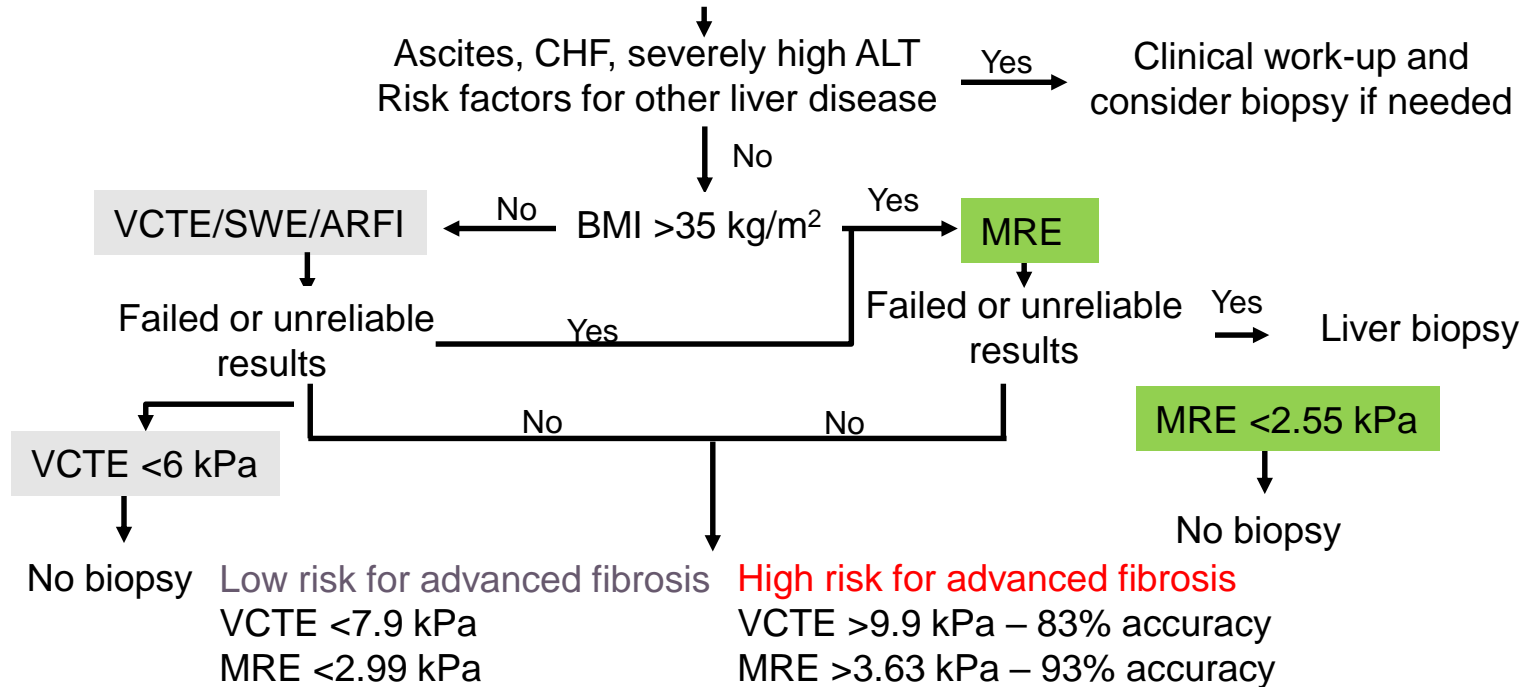 Ascites, CHF, severely high ALT
Risk factors for other liver disease
Yes
Clinical work-up and
consider biopsy if needed
No
VCTE/SWE/ARFI
No
BMI >35 kg/m²
Yes
MRE
Failed or unreliable
results
Yes
Failed or unreliable
results
Yes
Liver biopsy
No
No
MRE <2.55 kPa
VCTE <6 kPa
No biopsy
No biopsy
Low risk for advanced fibrosis
VCTE <7.9 kPa
MRE <2.99 kPa
High risk for advanced fibrosis
VCTE >9.9 kPa – 83% accuracy
MRE >3.63 kPa – 93% accuracy